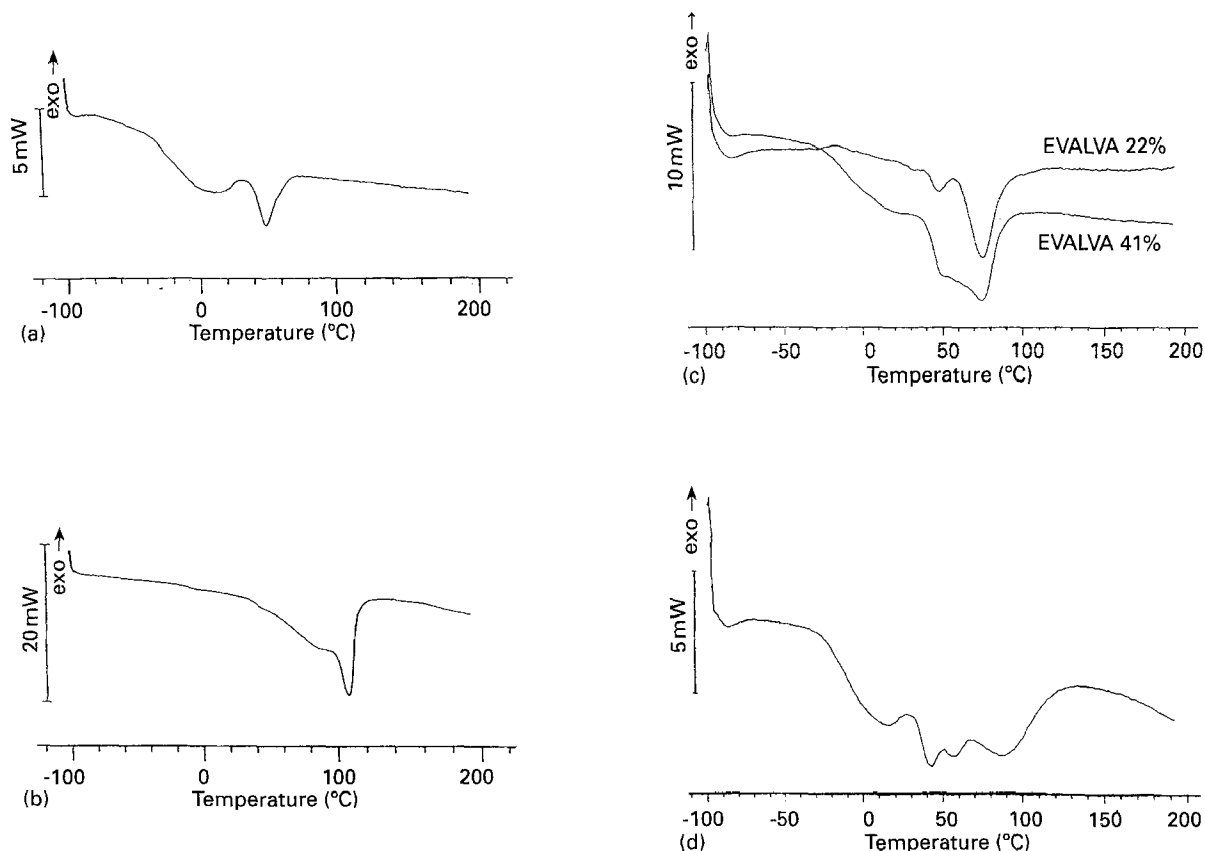 exo →
5 mW
-100 0 100 200
Temperature (°C)
(a)
exo →
20 mW
-100 0 100 200
Temperature (°C)
(b)
exo →
10 mW
EVALVA 22%
EVALVA 41%
-100 -50 0 50 100 150 200
Temperature (°C)
(c)
exo →
5 mW
-100 -50 0 50 100 150 200
Temperature (°C)
(d)